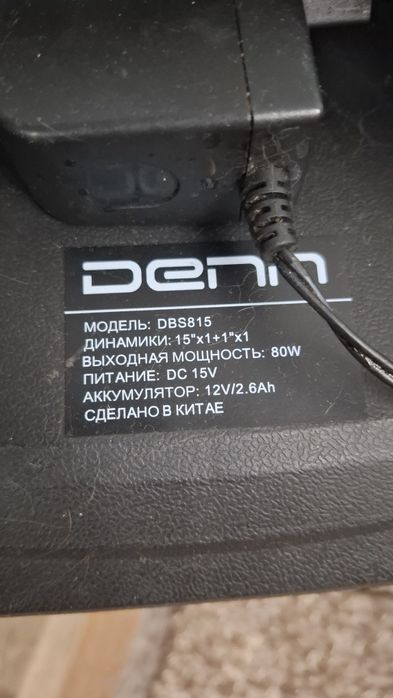 Denn
МОДЕЛЬ: DBS815
ДИНАМИКИ: 15"x1+1"x1
ВЫХОДНАЯ МОЩНОСТЬ: 80W
ПИТАНИЕ: DC 15V
АККУМУЛЯТОР: 12V/2.6Ah
СДЕЛАНО В КИТАЕ